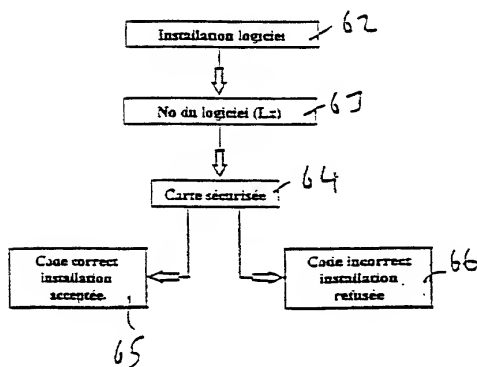 Installation logiciel
62
No du logiciel (Lx)
63
Carte sécurisée
64
Code correct
installation
acceptée.
65
Code incorrect
installation
refusée
66